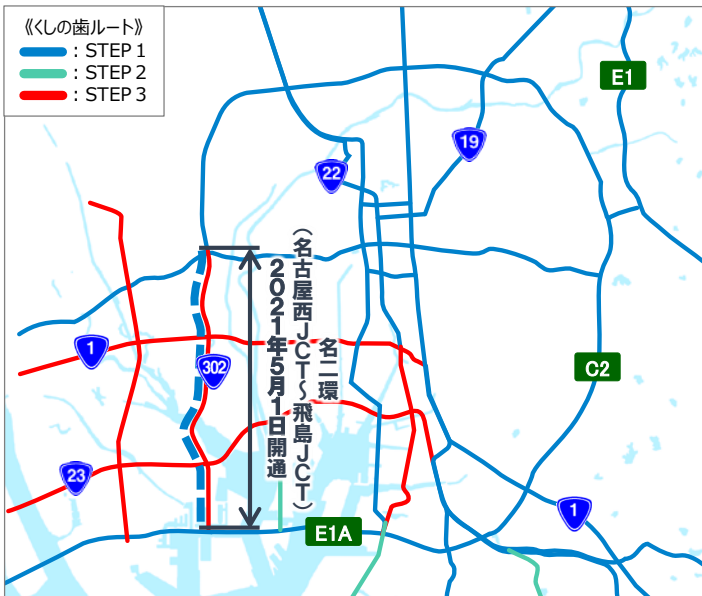 《くしの歯ルート》
：STEP 1
：STEP 2
：STEP 3
E1
19
22
名二環
（名古屋西JCT～飛島JCT）
2021年5月1日開通
1
302
C2
23
1
E1A